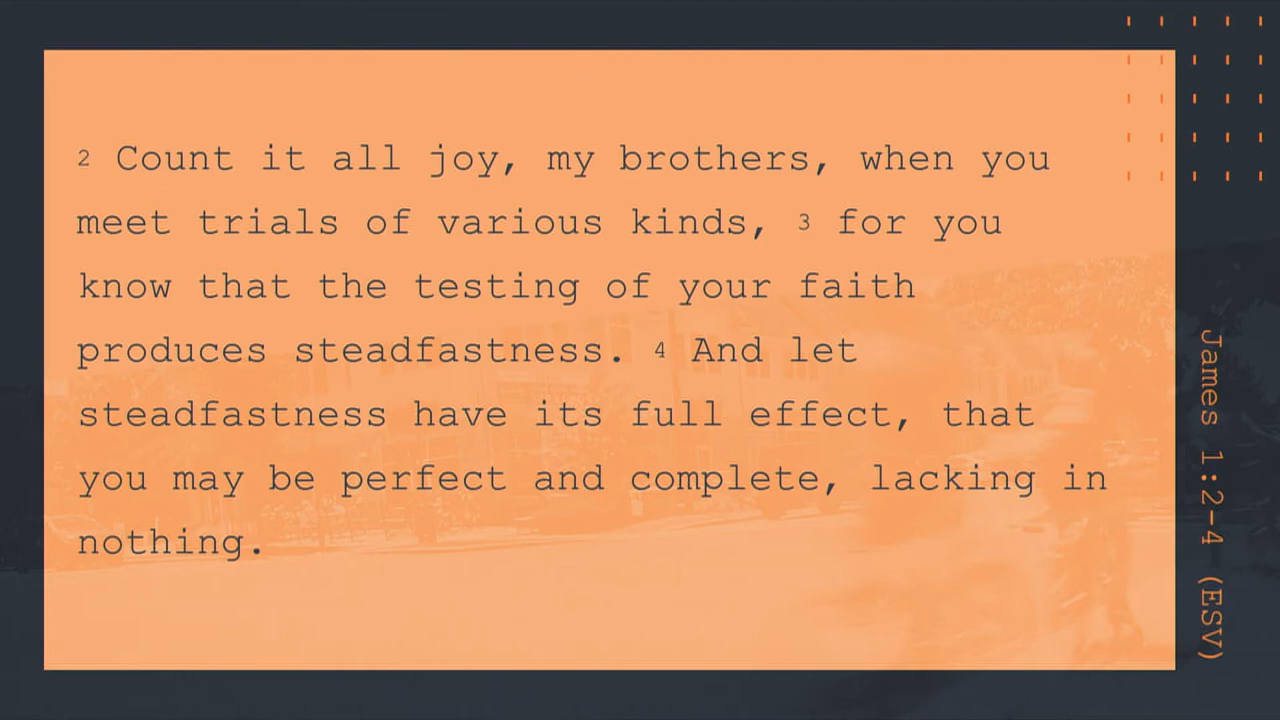 2 Count it all joy, my brothers, when you
meet trials of various kinds, 3 for you
know that the testing of your faith
produces steadfastness. 4 And let
steadfastness have its full effect, that
you may be perfect and complete, lacking in
nothing.
James 1:2-4 (ESV)